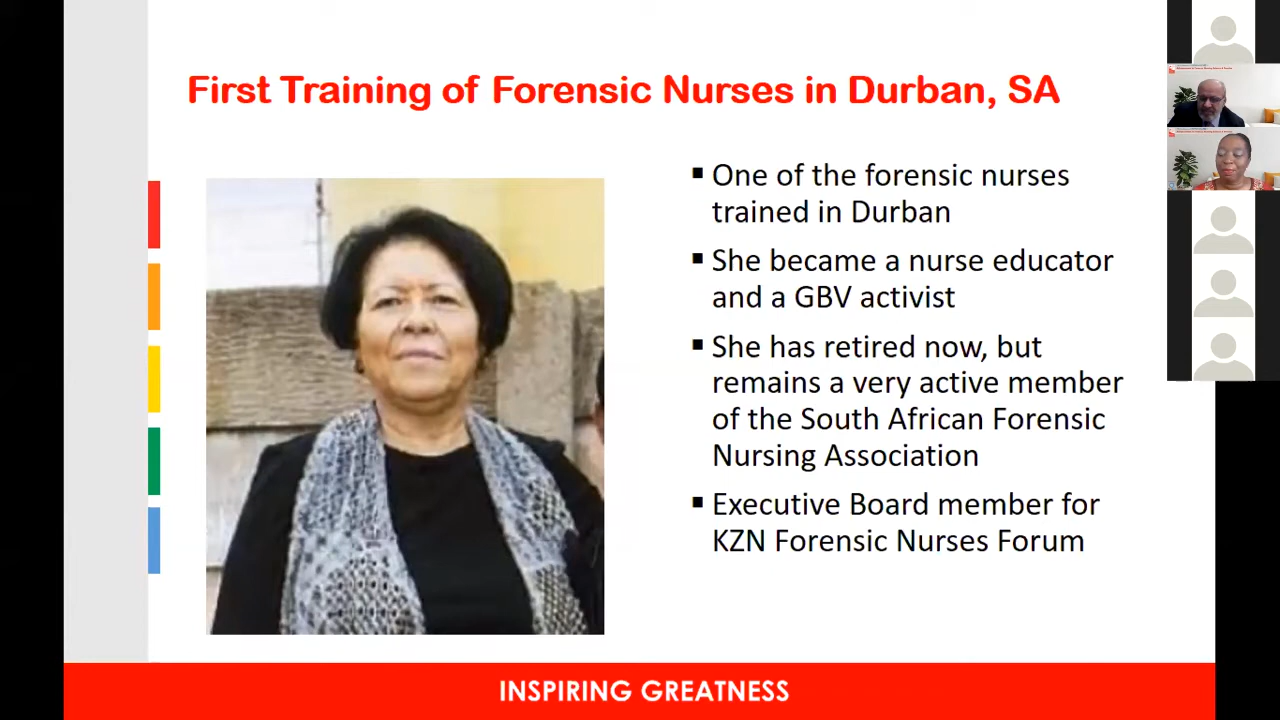 First Training of Forensic Nurses in Durban, SA
▪ One of the forensic nurses
trained in Durban
▪ She became a nurse educator
and a GBV activist
▪ She has retired now, but
remains a very active member
of the South African Forensic
Nursing Association
▪ Executive Board member for
KZN Forensic Nurses Forum
INSPIRING GREATNESS